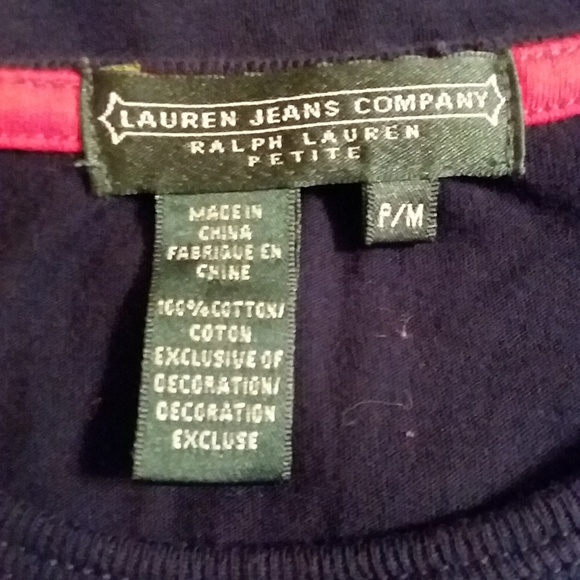 LAUREN JEANS COMPANY
RALPH LAUREN
PETITE
P/M
MADE IN
CHINA
FABRIQUE EN
CHINE
100% COTTON/
COTON
EXCLUSIVE OF
DECORATION/
DECORATION
EXCLUSE